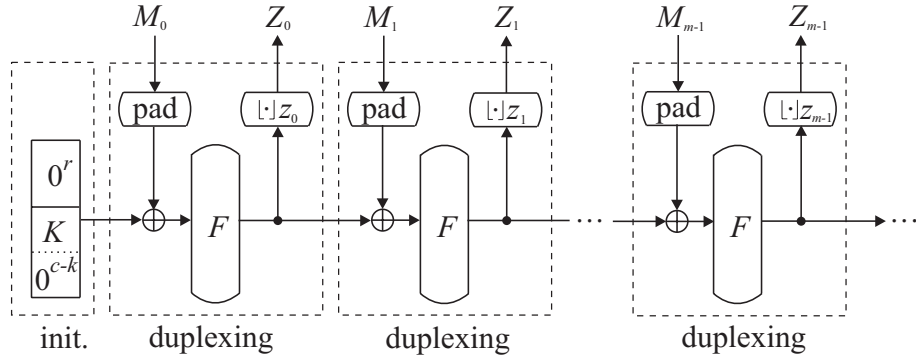 M₀ Z₀ M₁ Z₁ Mₘ₋₁ Zₘ₋₁
pad ⌊·⌋z₀ pad ⌊·⌋z₁ pad ⌊·⌋zₘ₋₁
0ʳ
K F F ... F ...
0ᶜ⁻ᵏ
init. duplexing duplexing duplexing